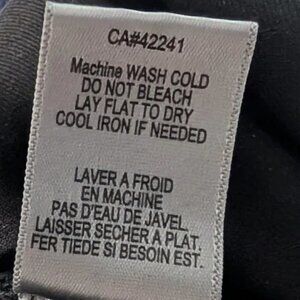 CA#42241
Machine WASH COLD
DO NOT BLEACH
LAY FLAT TO DRY
COOL IRON IF NEEDED
LAVER A FROID
EN MACHINE
PAS D'EAU DE JAVEL.
LAISSER SECHER A PLAT.
FER TIEDE SI BESOIN EST.